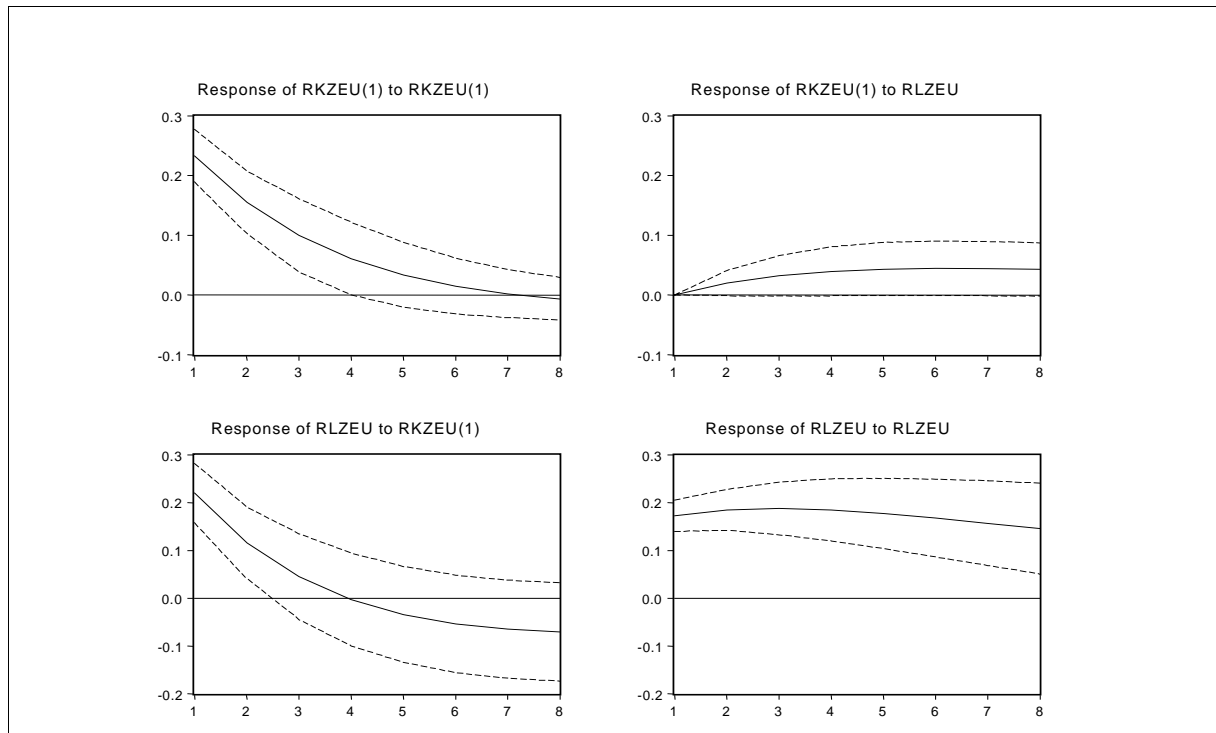 Response of RKZEU(1) to RKZEU(1)
0.3
0.2
0.1
0.0
-0.1
1 2 3 4 5 6 7 8
Response of RKZEU(1) to RLZEU
0.3
0.2
0.1
0.0
-0.1
1 2 3 4 5 6 7 8
Response of RLZEU to RKZEU(1)
0.3
0.2
0.1
0.0
-0.1
-0.2
1 2 3 4 5 6 7 8
Response of RLZEU to RLZEU
0.3
0.2
0.1
0.0
-0.1
-0.2
1 2 3 4 5 6 7 8